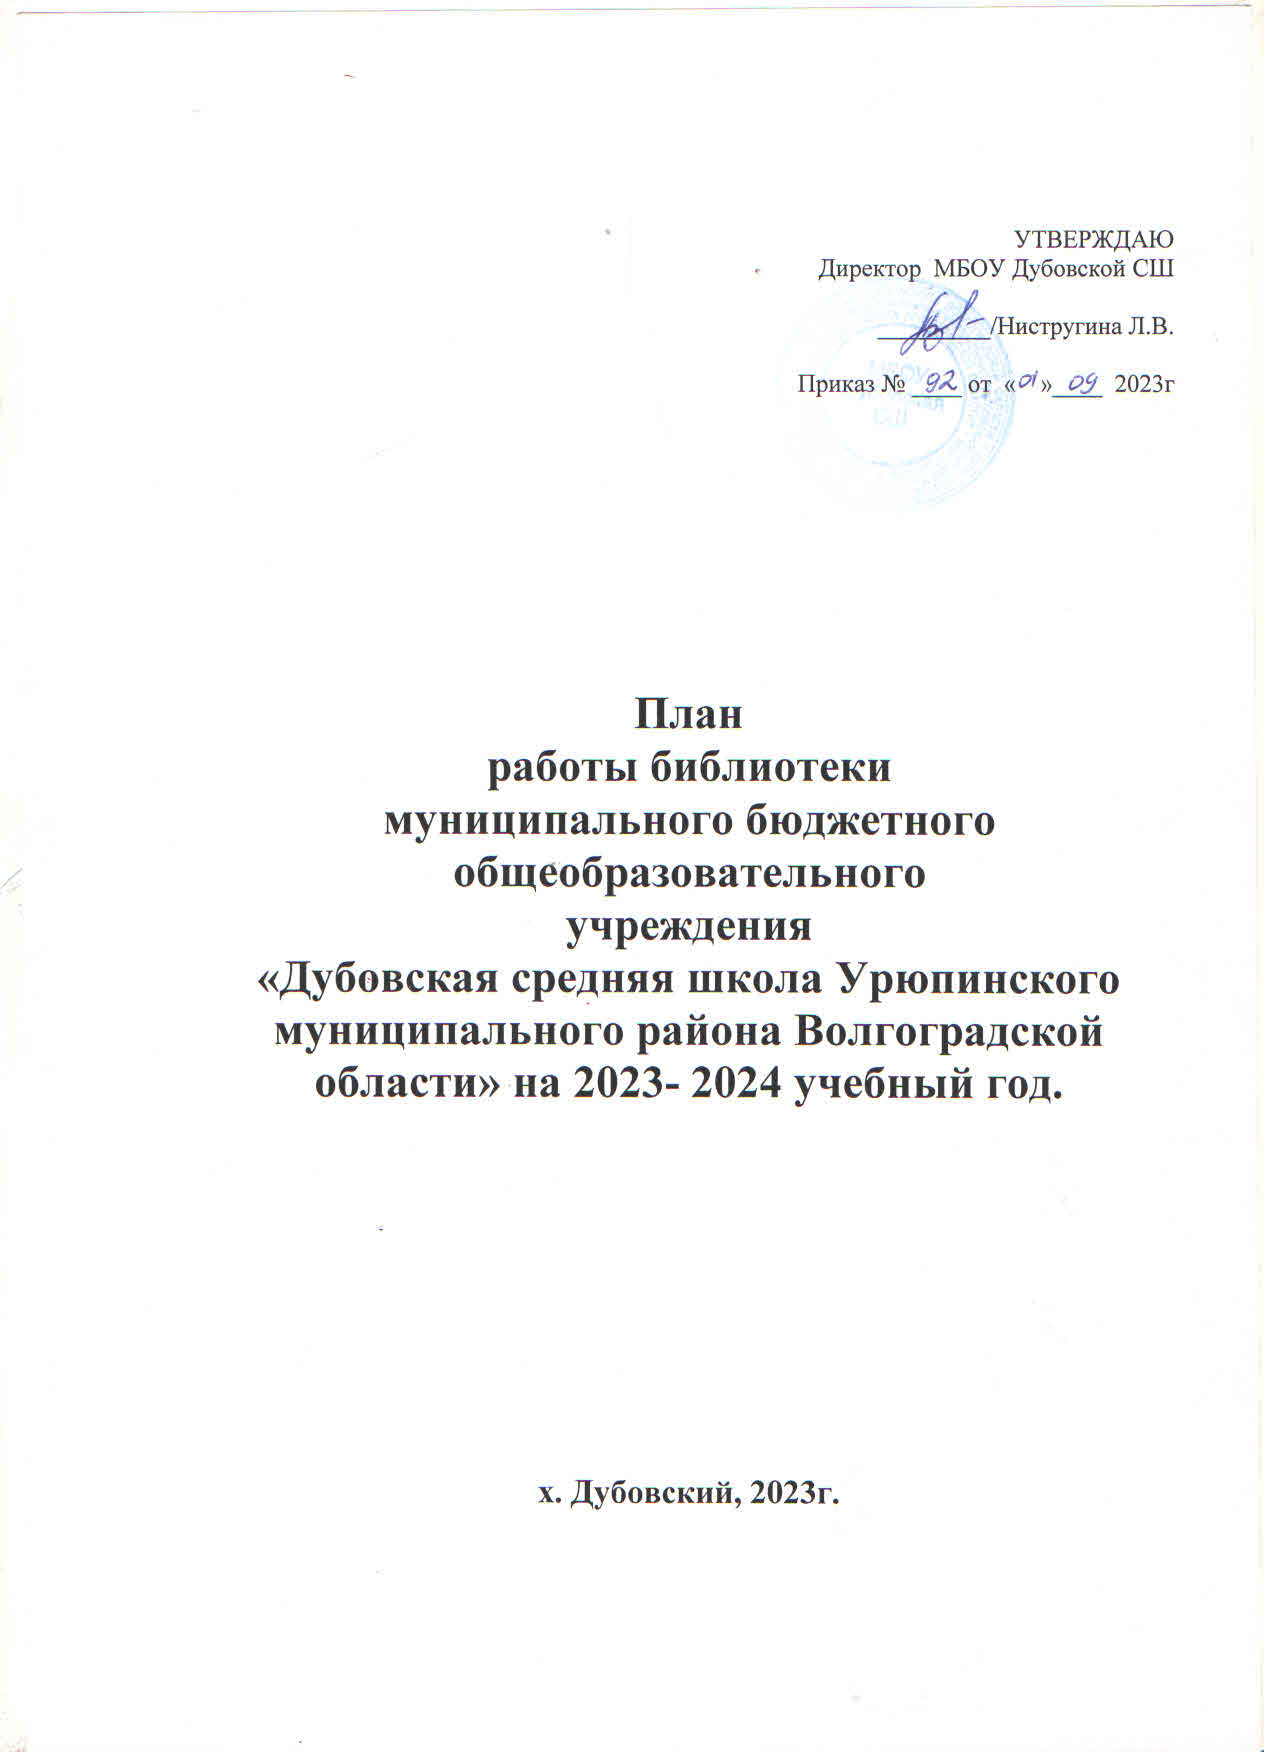 УТВЕРЖДАЮ
Директор МБОУ Дубовской СШ
/Нистругина Л.В.
Приказ № 92 от «01» 09 2023г
План
работы библиотеки
муниципального бюджетного
общеобразовательного
учреждения
«Дубовская средняя школа Урюпинского
муниципального района Волгоградской
области» на 2023- 2024 учебный год.
х. Дубовский, 2023г.